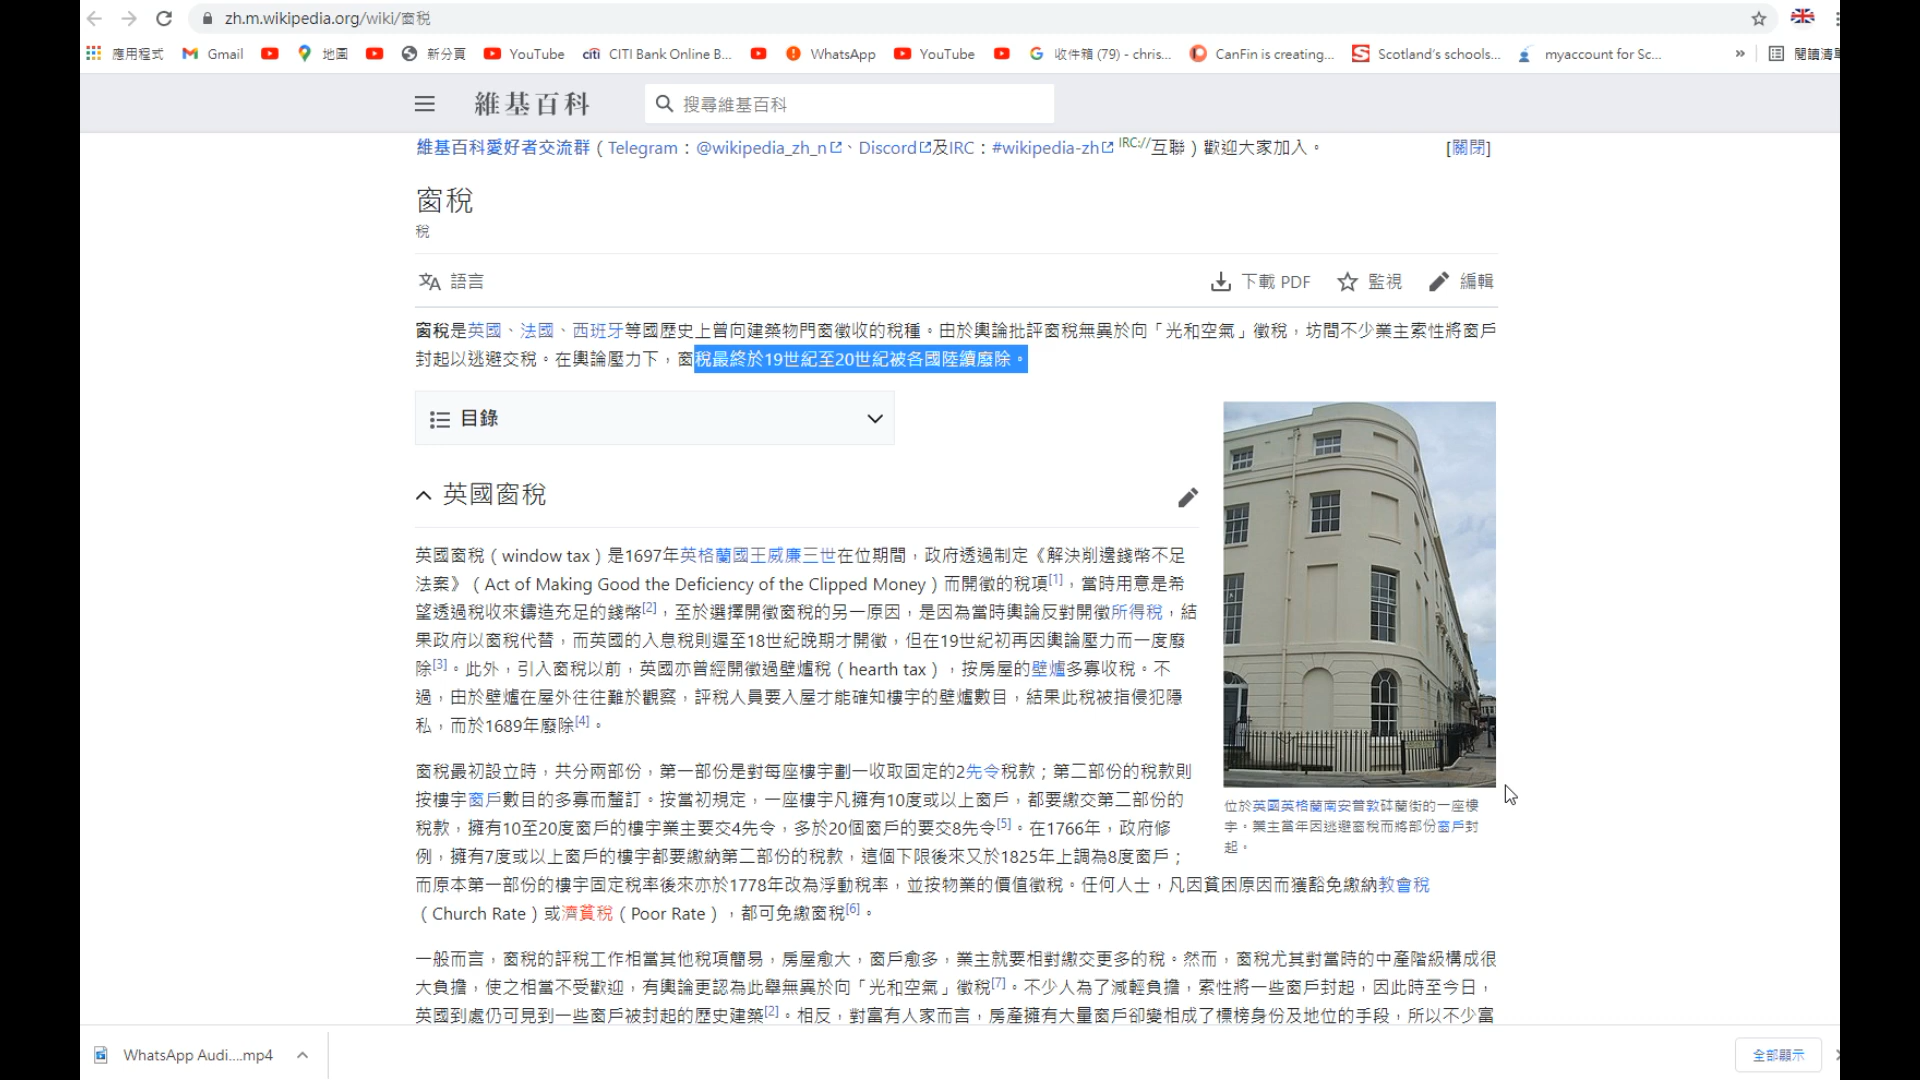 zh.m.wikipedia.org/wiki/窗稅
應用程式 Gmail 地圖 新分頁 YouTube citi CITI Bank Online B... WhatsApp YouTube 收件箱 (79) - chris... CanFin is creating... Scotland's schools... myaccount for Sc... » 閱讀清單
維基百科 搜尋維基百科
維基百科愛好者交流群（Telegram：@wikipedia_zh_n、Discord及IRC：#wikipedia-zh IRC://互聯）歡迎大家加入。 [關閉]
窗稅
稅
語言 下載 PDF 監視 編輯
窗稅是英國、法國、西班牙等國歷史上曾向建築物門窗徵收的稅種。由於輿論批評窗稅無異於向「光和空氣」徵稅，坊間不少業主索性將窗戶
封起以逃避交稅。在輿論壓力下，窗稅最終於19世紀至20世紀被各國陸續廢除。
目錄
英國窗稅
英國窗稅（window tax）是1697年英格蘭國王威廉三世在位期間，政府透過制定《解決削邊錢幣不足
法案》（Act of Making Good the Deficiency of the Clipped Money）而開徵的稅項[1]，當時用意是希
望透過稅收來鑄造充足的錢幣[2]，至於選擇開徵窗稅的另一原因，是因為當時輿論反對開徵所得稅，結
果政府以窗稅代替，而英國的入息稅則遲至18世紀晚期才開徵，但在19世紀初再因輿論壓力而一度廢
除[3]。此外，引入窗稅以前，英國亦曾經開徵過壁爐稅（hearth tax），按房屋的壁爐多寡收稅。不
過，由於壁爐在屋外往往難於觀察，評稅人員要入屋才能確知樓宇的壁爐數目，結果此稅被指侵犯隱
私，而於1689年廢除[4]。
窗稅最初設立時，共分兩部份，第一部份是對每座樓宇劃一收取固定的2先令稅款；第二部份的稅款則
按樓宇窗戶數目的多寡而釐訂。按當初規定，一座樓宇凡擁有10度或以上窗戶，都要繳交第二部份的
稅款，擁有10至20度窗戶的樓宇業主要交4先令，多於20個窗戶的要交8先令[5]。在1766年，政府修
例，擁有7度或以上窗戶的樓宇都要繳納第二部份的稅款，這個下限後來又於1825年上調為8度窗戶；
而原本第一部份的樓宇固定稅率後來亦於1778年改為浮動稅率，並按物業的價值徵稅。任何人士，凡因貧困原因而獲豁免繳納教會稅
（Church Rate）或濟貧稅（Poor Rate），都可免繳窗稅[6]。
位於英國英格蘭南安普敦砵蘭街的一座樓
宇。業主當年因逃避窗稅而將部份窗戶封
起。
一般而言，窗稅的評稅工作相當其他稅項簡易，房屋愈大，窗戶愈多，業主就要相對繳交更多的稅。然而，窗稅尤其對當時的中產階級構成很
大負擔，使之相當不受歡迎，有輿論更認為此舉無異於向「光和空氣」徵稅[7]。不少人為了減輕負擔，索性將一些窗戶封起，因此時至今日，
英國到處仍可見到一些窗戶被封起的歷史建築[2]。相反，對富有人家而言，房產擁有大量窗戶卻變相成了標榜身份及地位的手段，所以不少富
WhatsApp Audi....mp4 全部顯示